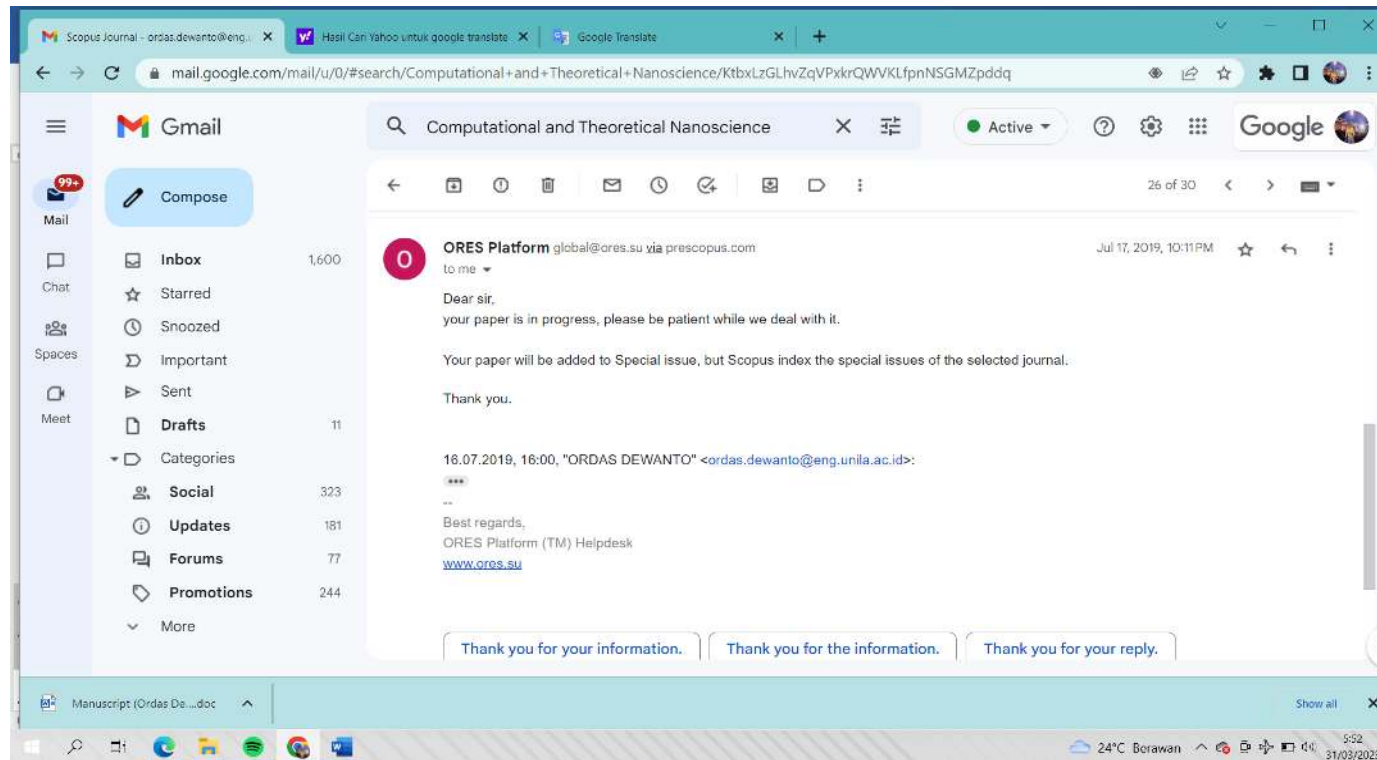 Scopus Journal - ordas.dewanto@eng.u
Hasil Cari Yahoo untuk google translate
Google Translate
mail.google.com/mail/u/0/#search/Computational+and+Theoretical+Nanoscience/KtbxLzGLhvZqVPxkrQWVKLfpnNSGMZpddq
Gmail
Computational and Theoretical Nanoscience
Active
Google
99+
Mail
Chat
Spaces
Meet
Compose
Inbox 1,600
Starred
Snoozed
Important
Sent
Drafts 11
Categories
Social 323
Updates 181
Forums 77
Promotions 244
More
26 of 30
O
ORES Platform global@ores.su via prescopus.com
Jul 17, 2019, 10:11 PM
to me
Dear sir,
your paper is in progress, please be patient while we deal with it.
Your paper will be added to Special issue, but Scopus index the special issues of the selected journal.
Thank you.
16.07.2019, 16:00, "ORDAS DEWANTO" <ordas.dewanto@eng.unila.ac.id>:
--
Best regards,
ORES Platform (TM) Helpdesk
www.ores.su
Thank you for your information.
Thank you for the information.
Thank you for your reply.
Manuscript (Ordas De....doc
Show all
24°C Berawan
5:52
31/03/2023